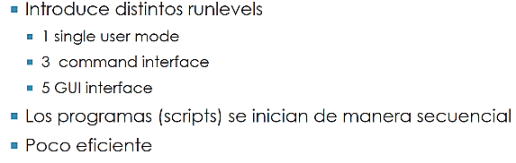 Introduce distintos runlevels
1 single user mode
3 command interface
5 GUI interface
Los programas (scripts) se inician de manera secuencial
Poco eficiente